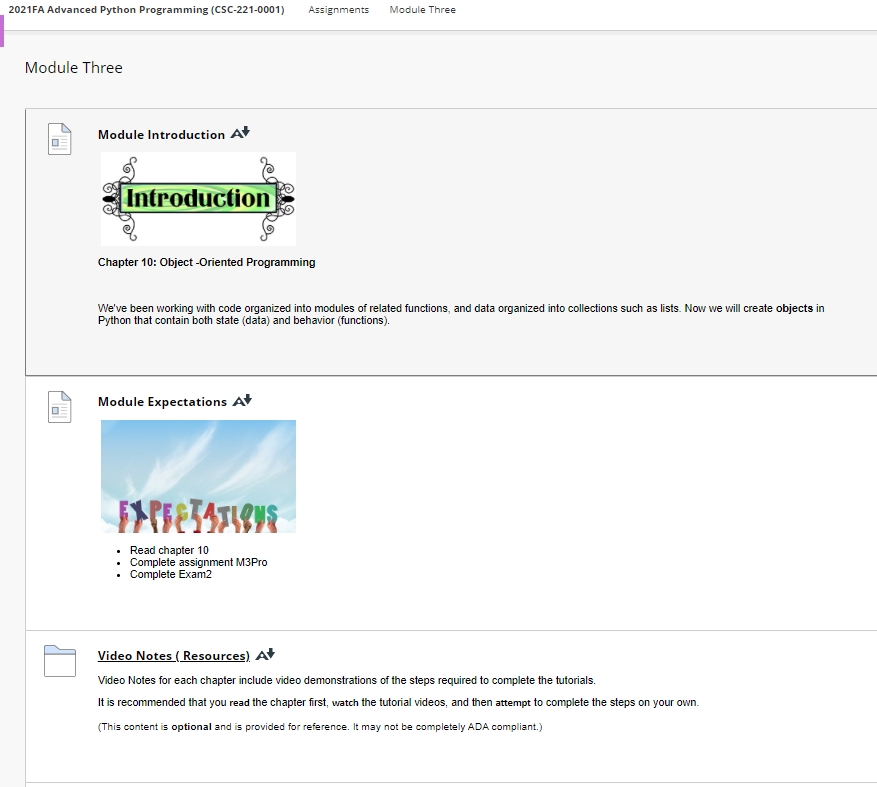 2021FA Advanced Python Programming (CSC-221-0001) Assignments Module Three
Module Three
Module Introduction
Introduction
Chapter 10: Object -Oriented Programming
We've been working with code organized into modules of related functions, and data organized into collections such as lists. Now we will create objects in
Python that contain both state (data) and behavior (functions).
Module Expectations
EXPECTATIONS
• Read chapter 10
• Complete assignment M3Pro
• Complete Exam2
Video Notes ( Resources)
Video Notes for each chapter include video demonstrations of the steps required to complete the tutorials.
It is recommended that you read the chapter first, watch the tutorial videos, and then attempt to complete the steps on your own.
(This content is optional and is provided for reference. It may not be completely ADA compliant.)